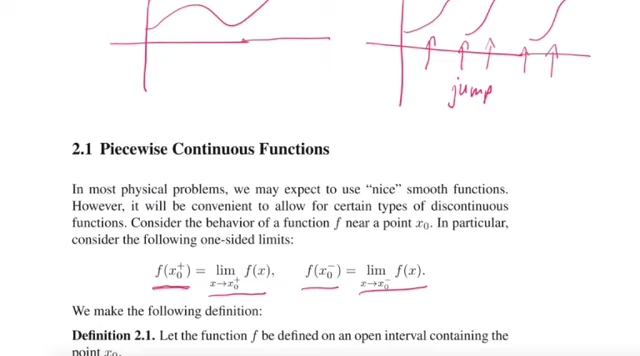 jump
2.1 Piecewise Continuous Functions
In most physical problems, we may expect to use “nice” smooth functions.
However, it will be convenient to allow for certain types of discontinuous
functions. Consider the behavior of a function f near a point x₀. In particular,
consider the following one-sided limits:
f(x₀⁺) = lim_{x→x₀⁺} f(x), f(x₀⁻) = lim_{x→x₀⁻} f(x).
We make the following definition:
Definition 2.1. Let the function f be defined on an open interval containing the
point x₀.